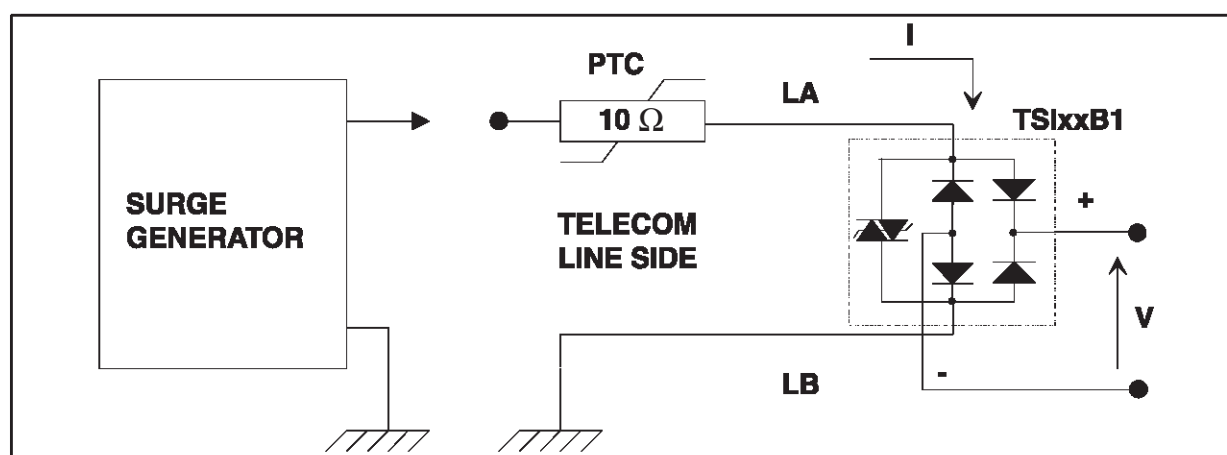 I
PTC
LA
10 Ω
TSIxxB1
SURGE
GENERATOR
TELECOM
LINE SIDE
+
V
-
LB